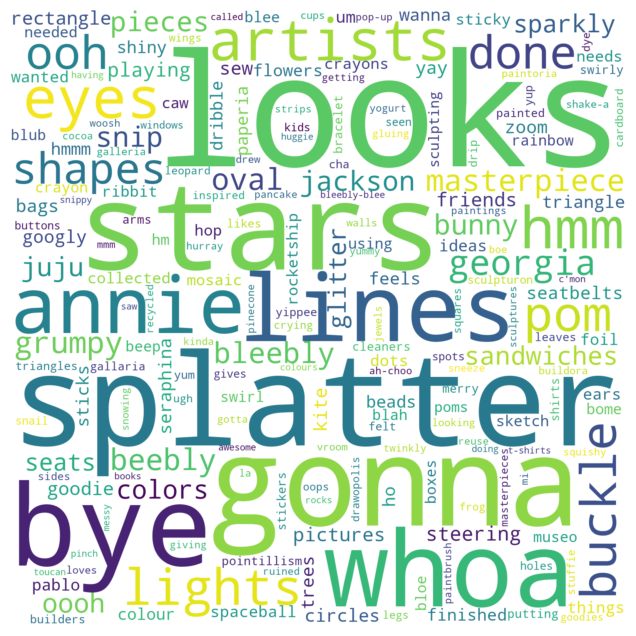 rectangle pieces artists um pop-up wanna sticky sparkly
needed called wings cups dye
ooh shiny sew flowers crayons done needs
wanted playing yay getting paintoria swirly
eyes looks
blub caw snip dribble paperia strips yogurt seen sculpting yup painted shake-a cardboard
having woosh windows huggie kids bracelet gluing zoom rainbow
hmmm cocoa galleria drew drip
shapes snippy leopard oval cha jackson masterpiece
crayon ribbit inspired pancake bleebly-blee friends triangle
bags buttons arms likes walls paintings
googly mmm hop stars using bunny hmm
hm hurray yummy ideas boe
juju collected mosaic rocketship feels georgia c'mon
saw recycled glitter sculpturon seatbelts
annie lines pom
pinecone yippee crying jewels squares sculptures leaves foil
grumpy beep kinda bleebly cleaners dots spots sandwiches
triangles gallaria yum gives colours ah-choo sneeze buildora ears
sticks seraphina ugh swirl kite beads merry shirts
snail snowing gotta blah poms sketch bome
splatter
felt looking reuse
seats beebly awesome vroom twinkly doing t-shirts squishy
sides books la gonna buckle
goodie colors oops stickers ho boxes drawopolis masterpieces mli frog
messy rocks pictures steering museo
bye pinch giving pointillism whoa
toucan loves ruined trees bloe paintbrush holes stuffie things
pablo lights
oooh colour spaceball circles legs finished putting goodies
builders
blee